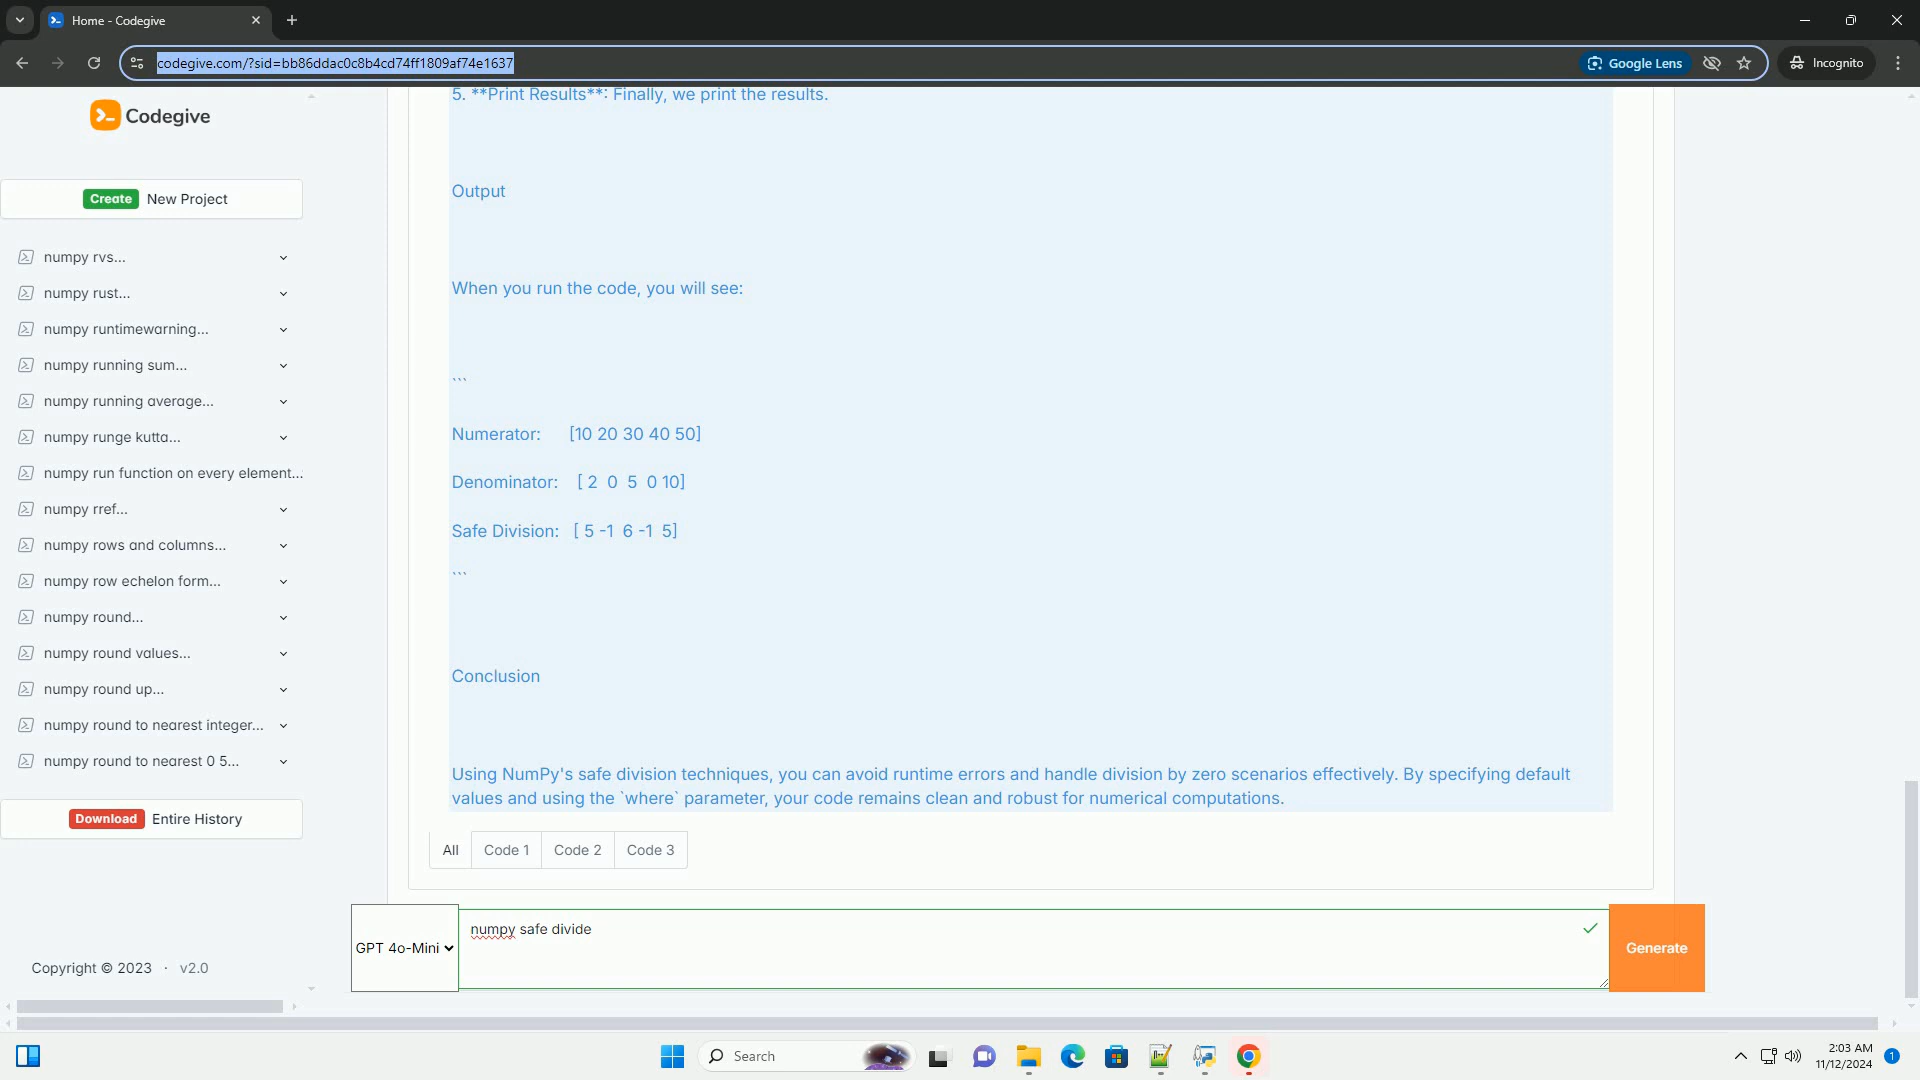 Home - Codegive
codegive.com/?sid=bb86ddac0c8b4cd74ff1809af74e1637
Google Lens
Incognito
Codegive
Create New Project
numpy rvs...
numpy rust...
numpy runtimewarning...
numpy running sum...
numpy running average...
numpy runge kutta...
numpy run function on every element...
numpy rref...
numpy rows and columns...
numpy row echelon form...
numpy round...
numpy round values...
numpy round up...
numpy round to nearest integer...
numpy round to nearest 0 5...
Download Entire History
Copyright © 2023 · v2.0
5. **Print Results**: Finally, we print the results.
Output
When you run the code, you will see:
```
Numerator: [10 20 30 40 50]
Denominator: [ 2 0 5 0 10]
Safe Division: [ 5 -1 6 -1 5]
```
Conclusion
Using NumPy's safe division techniques, you can avoid runtime errors and handle division by zero scenarios effectively. By specifying default
values and using the `where` parameter, your code remains clean and robust for numerical computations.
All Code 1 Code 2 Code 3
GPT 4o-Mini
numpy safe divide
Generate
Search
2:03 AM
11/12/2024
1